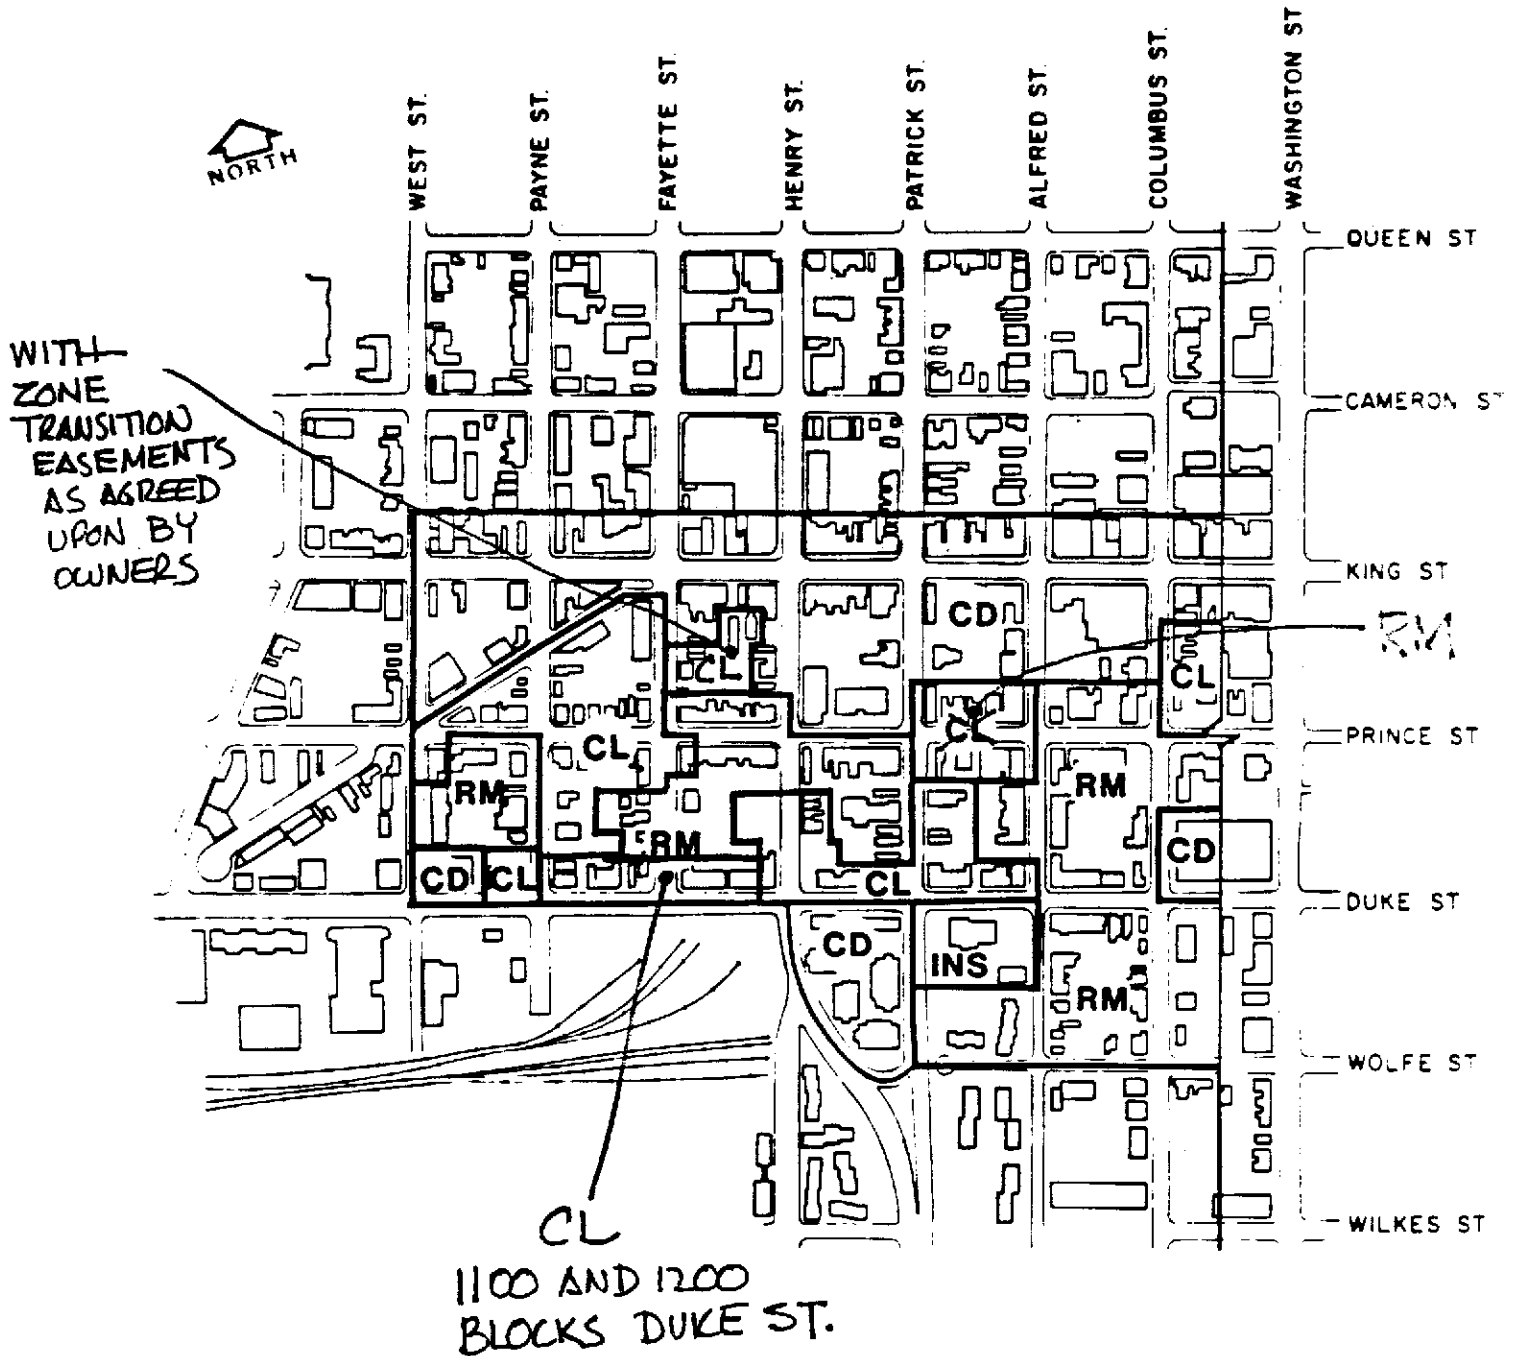 WEST ST.
PAYNE ST.
FAYETTE ST.
HENRY ST.
PATRICK ST.
ALFRED ST.
COLUMBUS ST.
WASHINGTON ST
NORTH
QUEEN ST
WITH
ZONE
TRANSITION
EASEMENTS
AS AGREED
UPON BY
OWNERS
CAMERON ST
KING ST
CD
RM
CL
CL
CL
PRINCE ST
CL
RM
RM
RM
CD
CD
CL
CL
DUKE ST
CD
INS
RM
WOLFE ST
WILKES ST
CL
1100 AND 1200
BLOCKS DUKE ST.